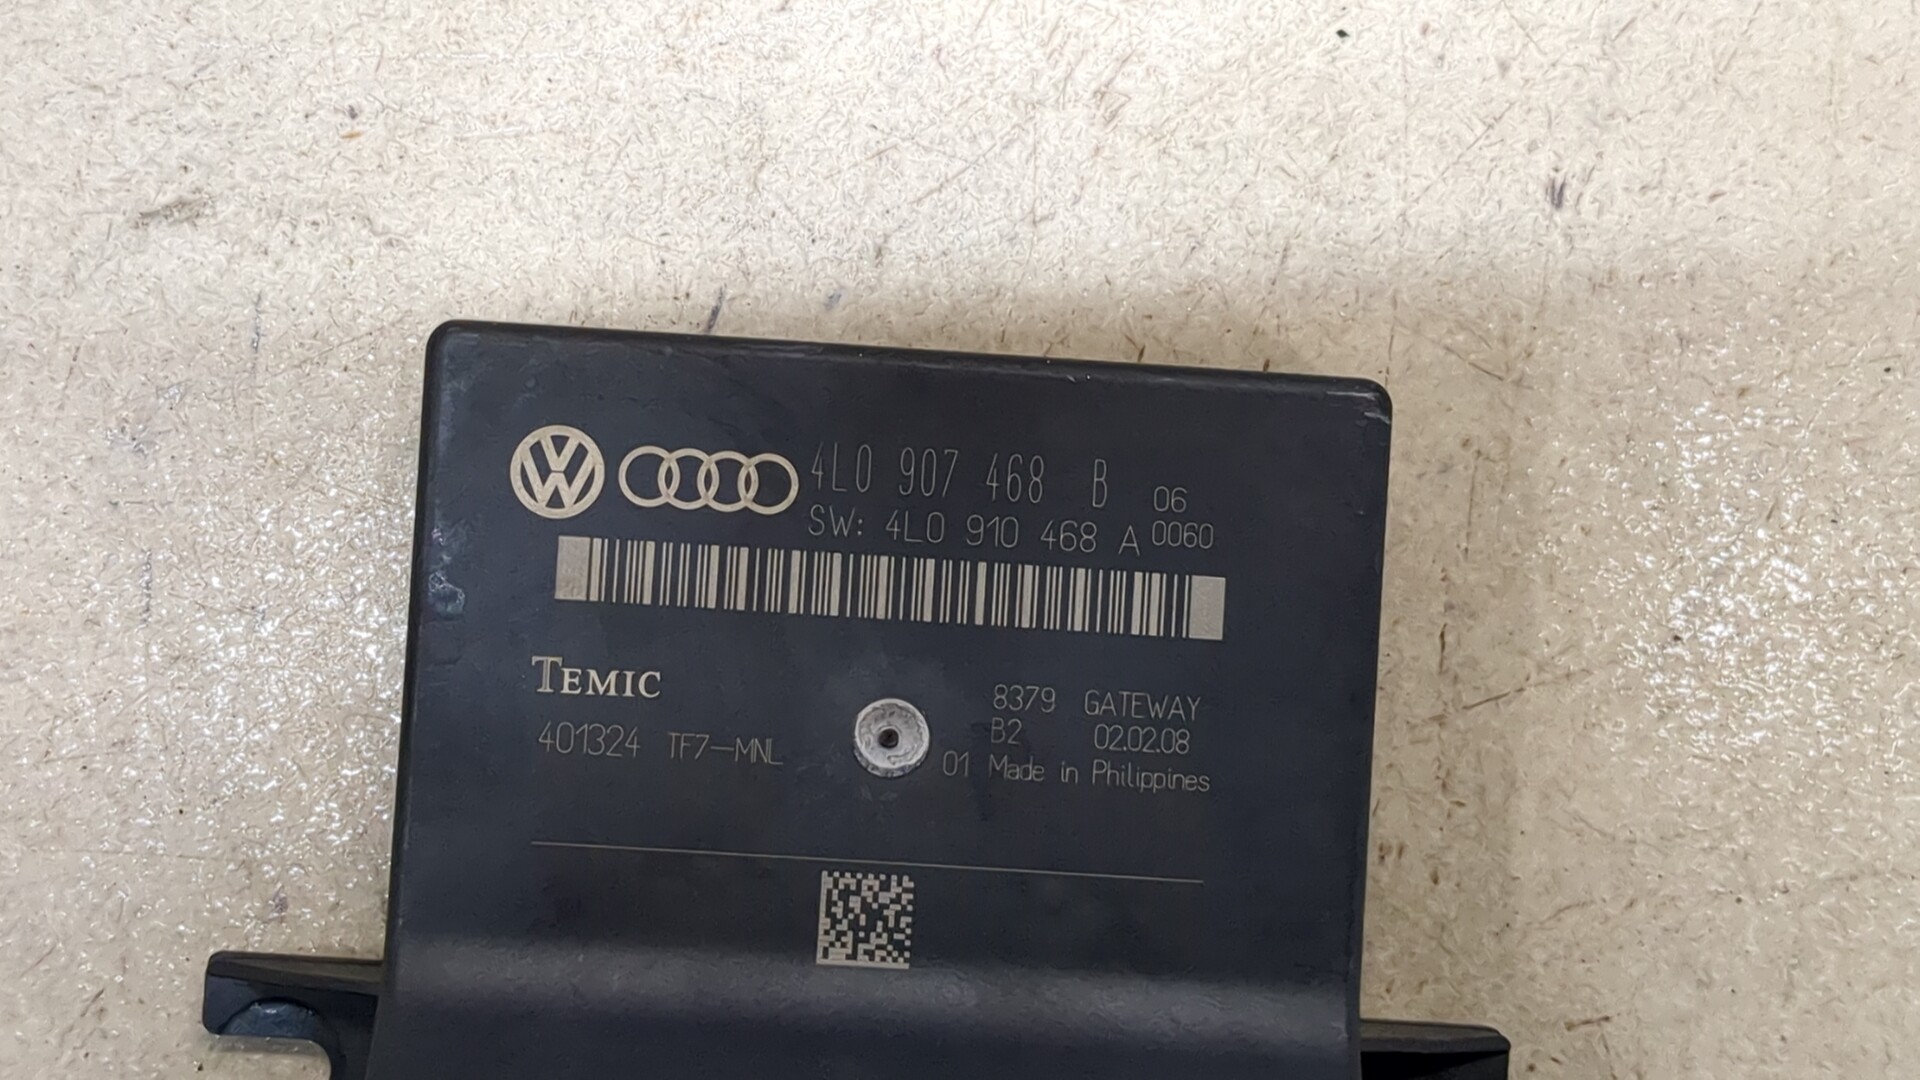 4L0 907 468 B 06
SW: 4L0 910 468 A 0060
TEMIC
8379 GATEWAY
401324 TF7-MNL
B2 02.02.08
01 Made in Philippines